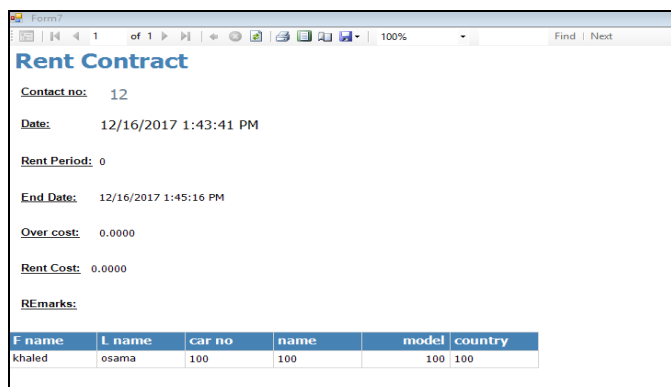 Form7
1 of 1 100% Find | Next
Rent Contract
Contact no: 12
Date: 12/16/2017 1:43:41 PM
Rent Period: 0
End Date: 12/16/2017 1:45:16 PM
Over cost: 0.0000
Rent Cost: 0.0000
REmarks:
F name L name car no name model country
khaled osama 100 100 100 100